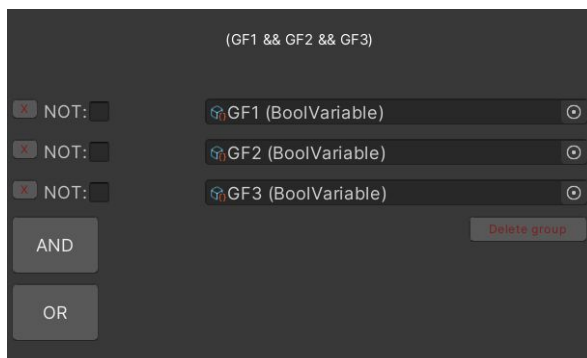 (GF1 && GF2 && GF3)
X NOT: GF1 (BoolVariable)
X NOT: GF2 (BoolVariable)
X NOT: GF3 (BoolVariable)
Delete group
AND
OR